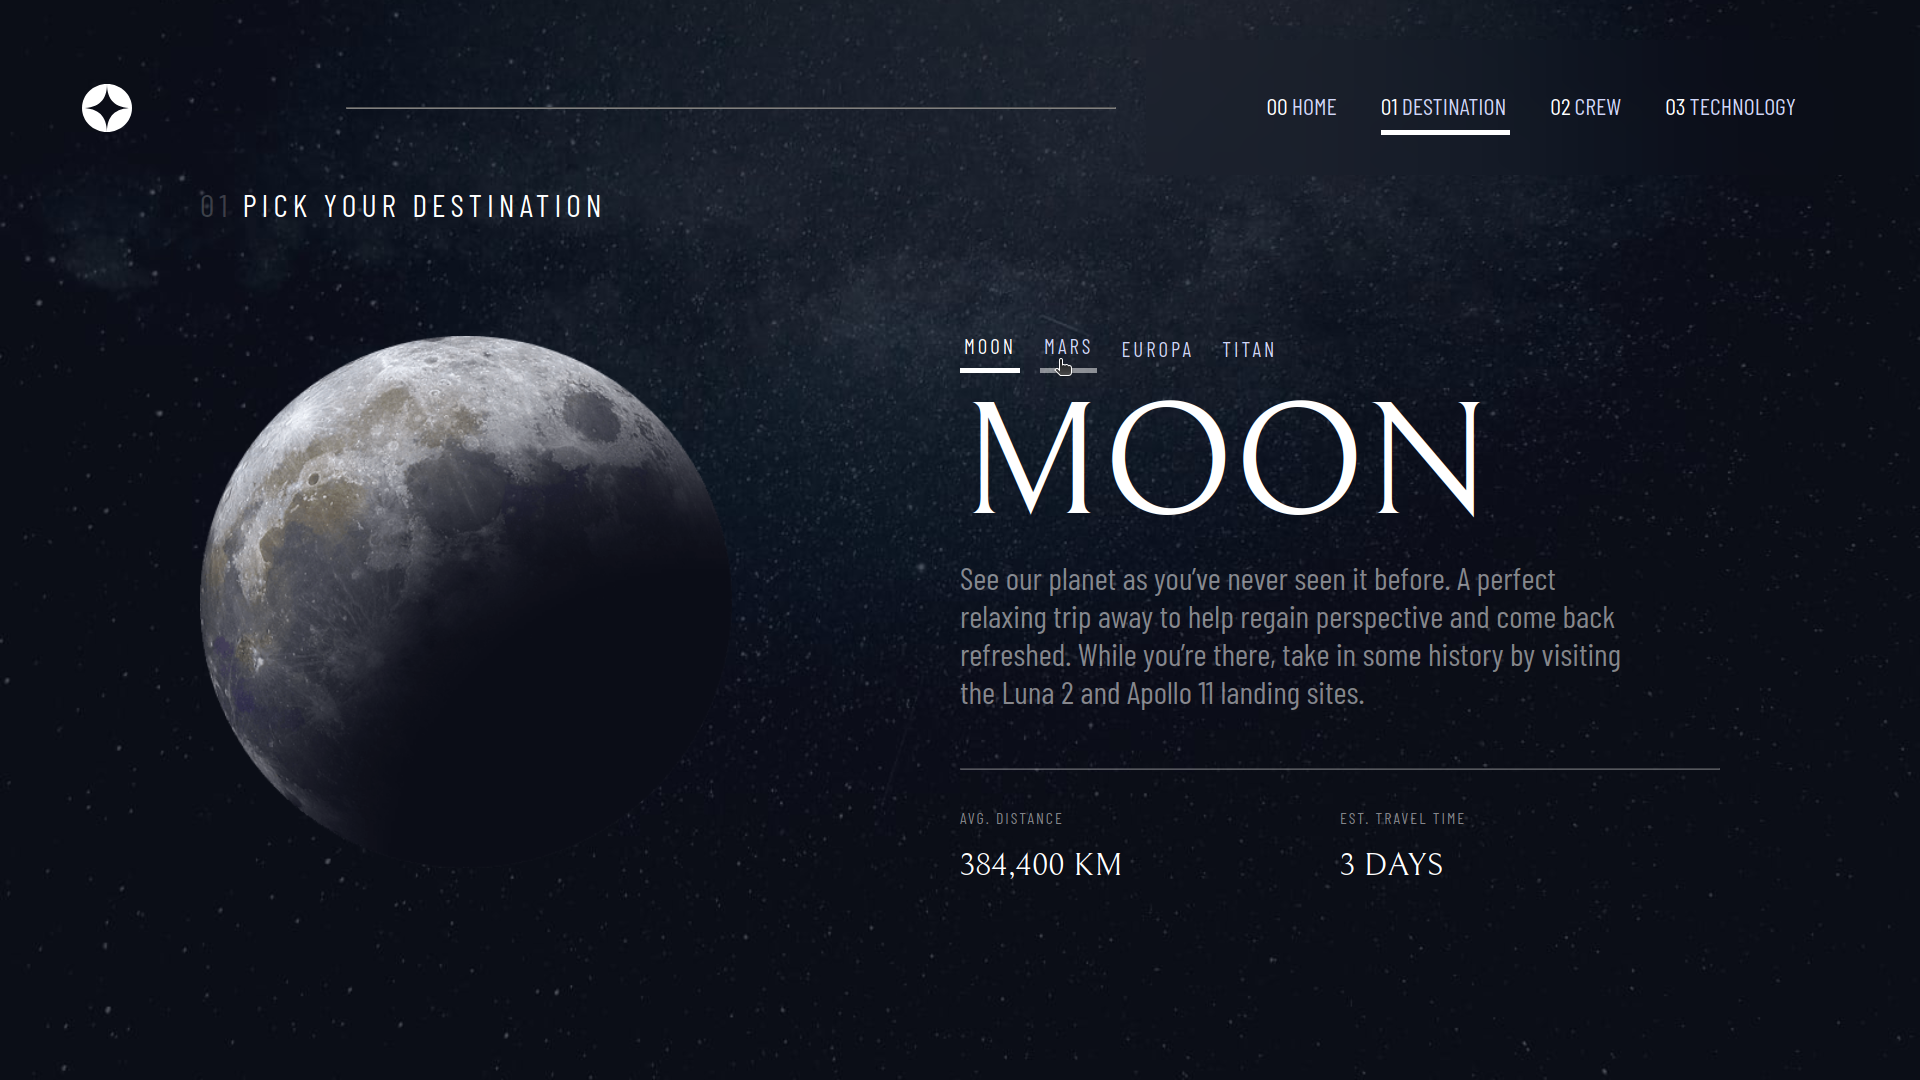 00 HOME 01 DESTINATION 02 CREW 03 TECHNOLOGY
01 PICK YOUR DESTINATION
MOON MARS EUROPA TITAN
MOON
See our planet as you’ve never seen it before. A perfect
relaxing trip away to help regain perspective and come back
refreshed. While you’re there, take in some history by visiting
the Luna 2 and Apollo 11 landing sites.
AVG. DISTANCE
384,400 KM
EST. TRAVEL TIME
3 DAYS